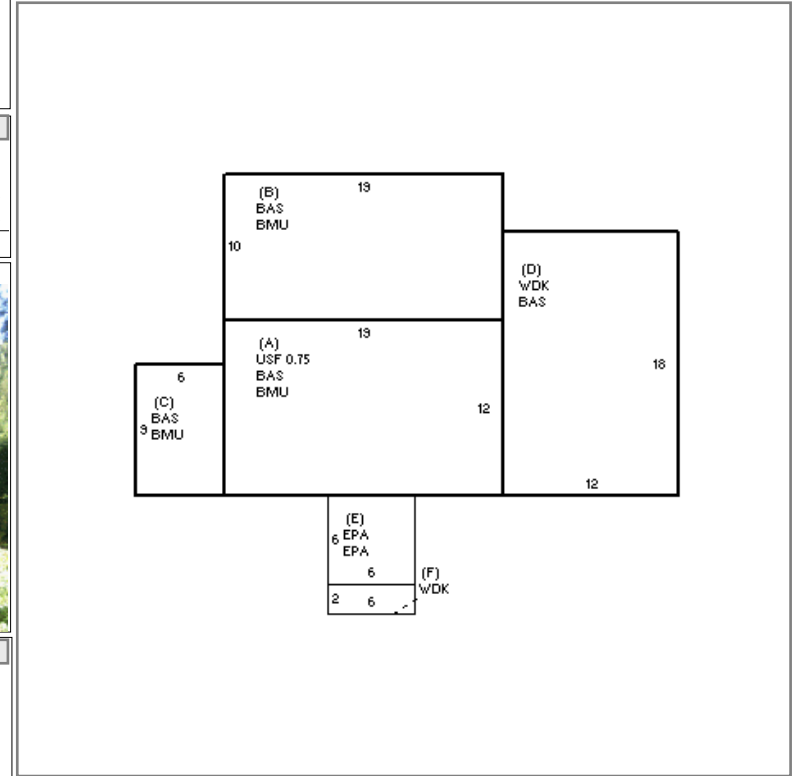 (B)
BAS
BMU
19
10
(D)
WDK
BAS
18
12
(A)
USF 0.75
BAS
BMU
19
12
6
(C)
BAS
BMU
9
(E)
EPA
EPA
6
6
(F)
WDK
2
6